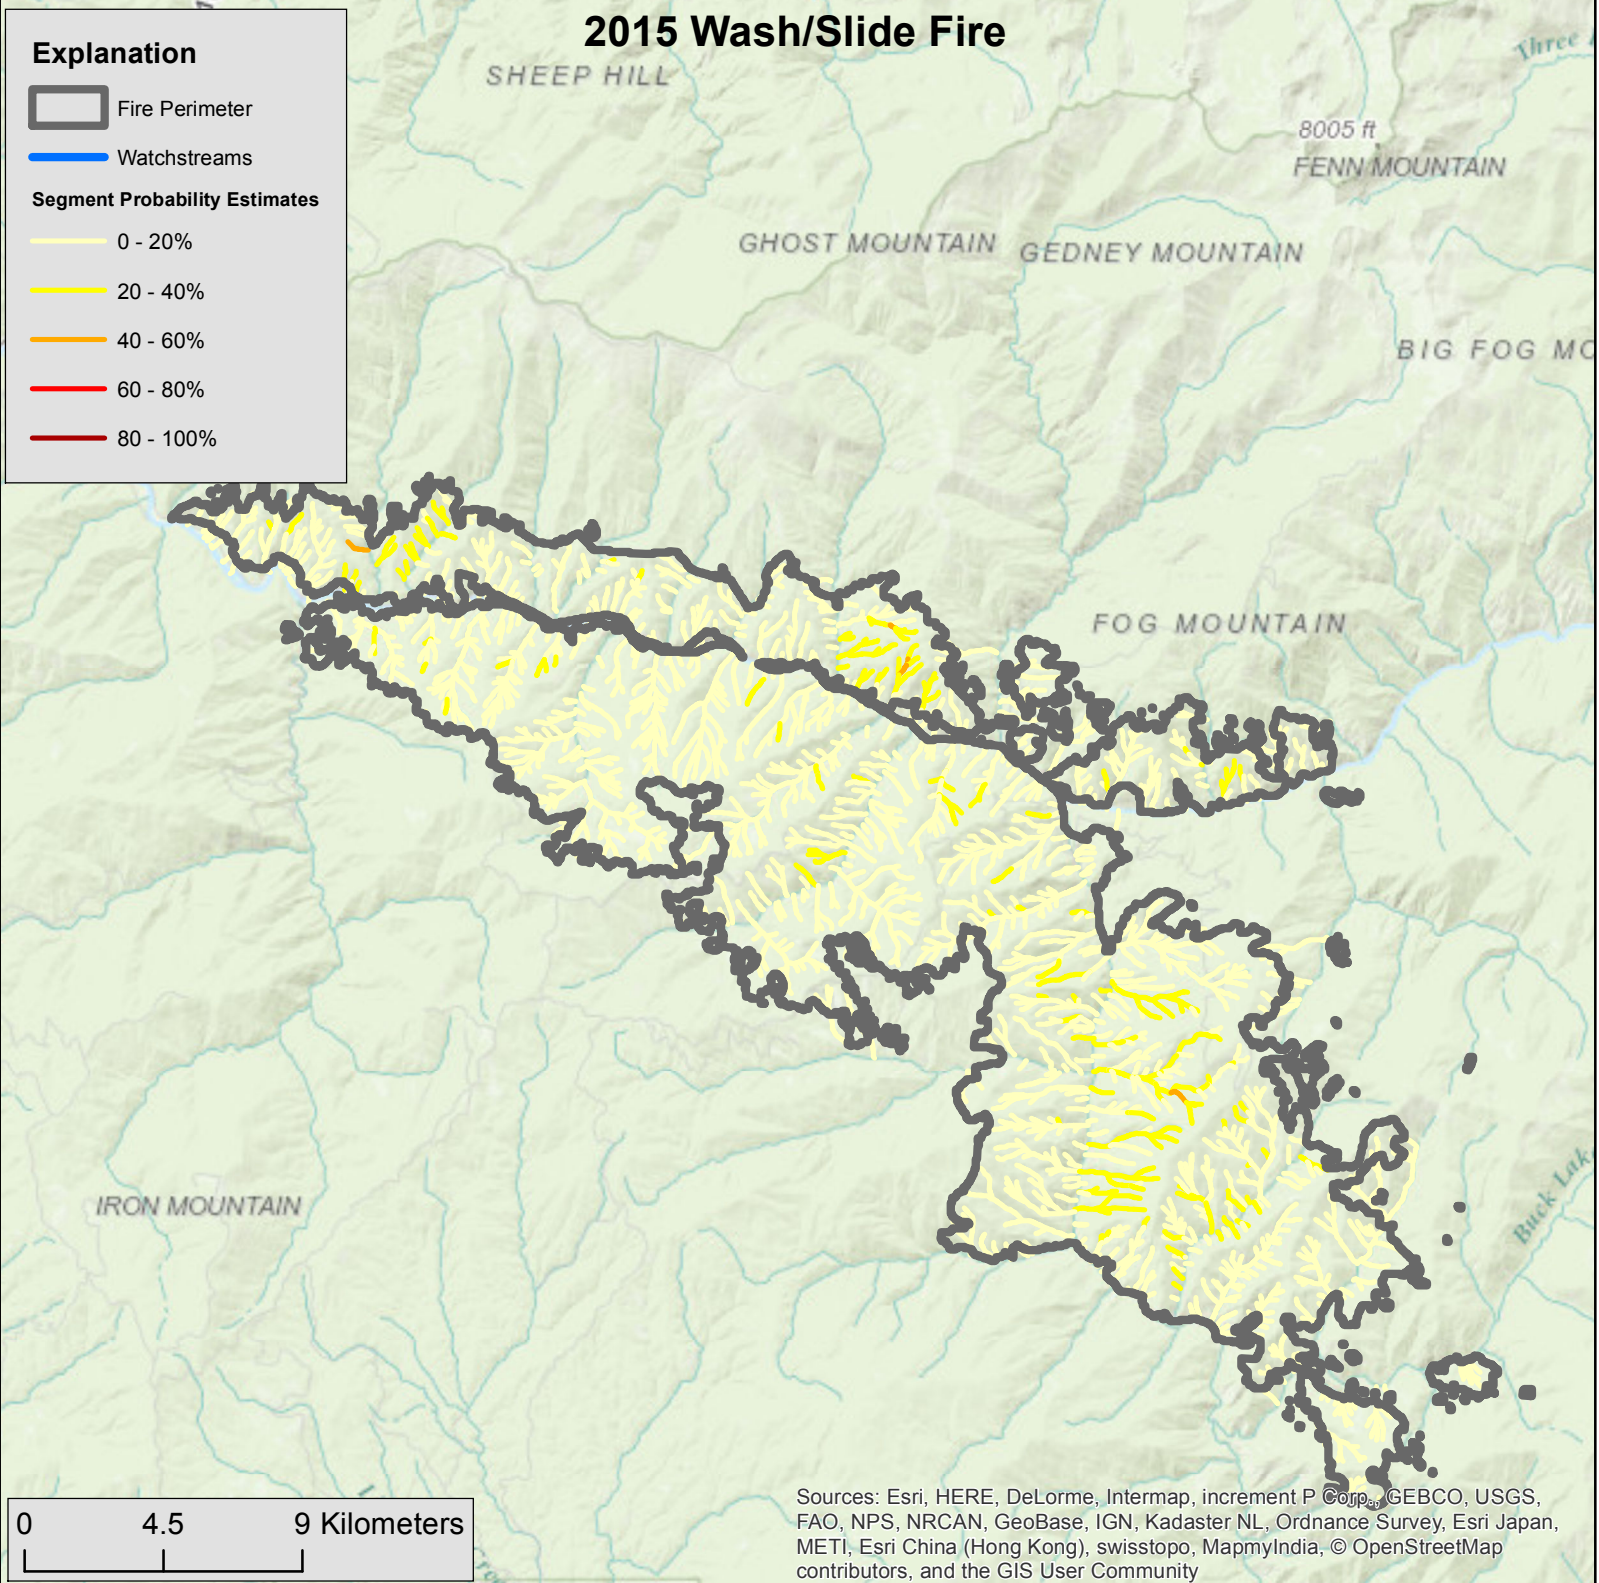 2015 Wash/Slide Fire
Explanation
Fire Perimeter
Watchstreams
Segment Probability Estimates
0 - 20%
20 - 40%
40 - 60%
60 - 80%
80 - 100%
SHEEP HILL
Three
8005 ft
FENN MOUNTAIN
GHOST MOUNTAIN
GEDNEY MOUNTAIN
BIG FOG MO
FOG MOUNTAIN
IRON MOUNTAIN
Buck Lake
0 4.5 9 Kilometers
Sources: Esri, HERE, DeLorme, Intermap, increment P Corp., GEBCO, USGS,
FAO, NPS, NRCAN, GeoBase, IGN, Kadaster NL, Ordnance Survey, Esri Japan,
METI, Esri China (Hong Kong), swisstopo, MapmyIndia, © OpenStreetMap
contributors, and the GIS User Community